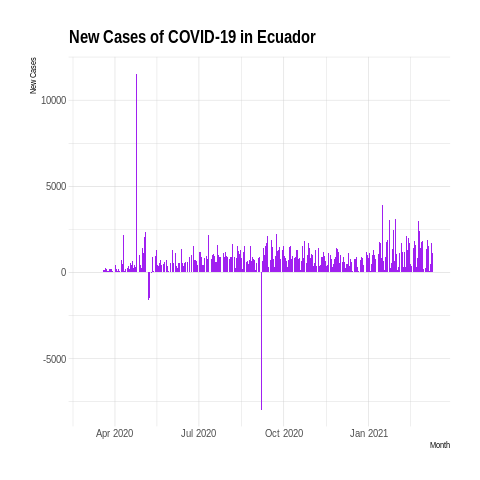 New Cases of COVID-19 in Ecuador
New Cases
10000
5000
0
-5000
Apr 2020 Jul 2020 Oct 2020 Jan 2021
Month